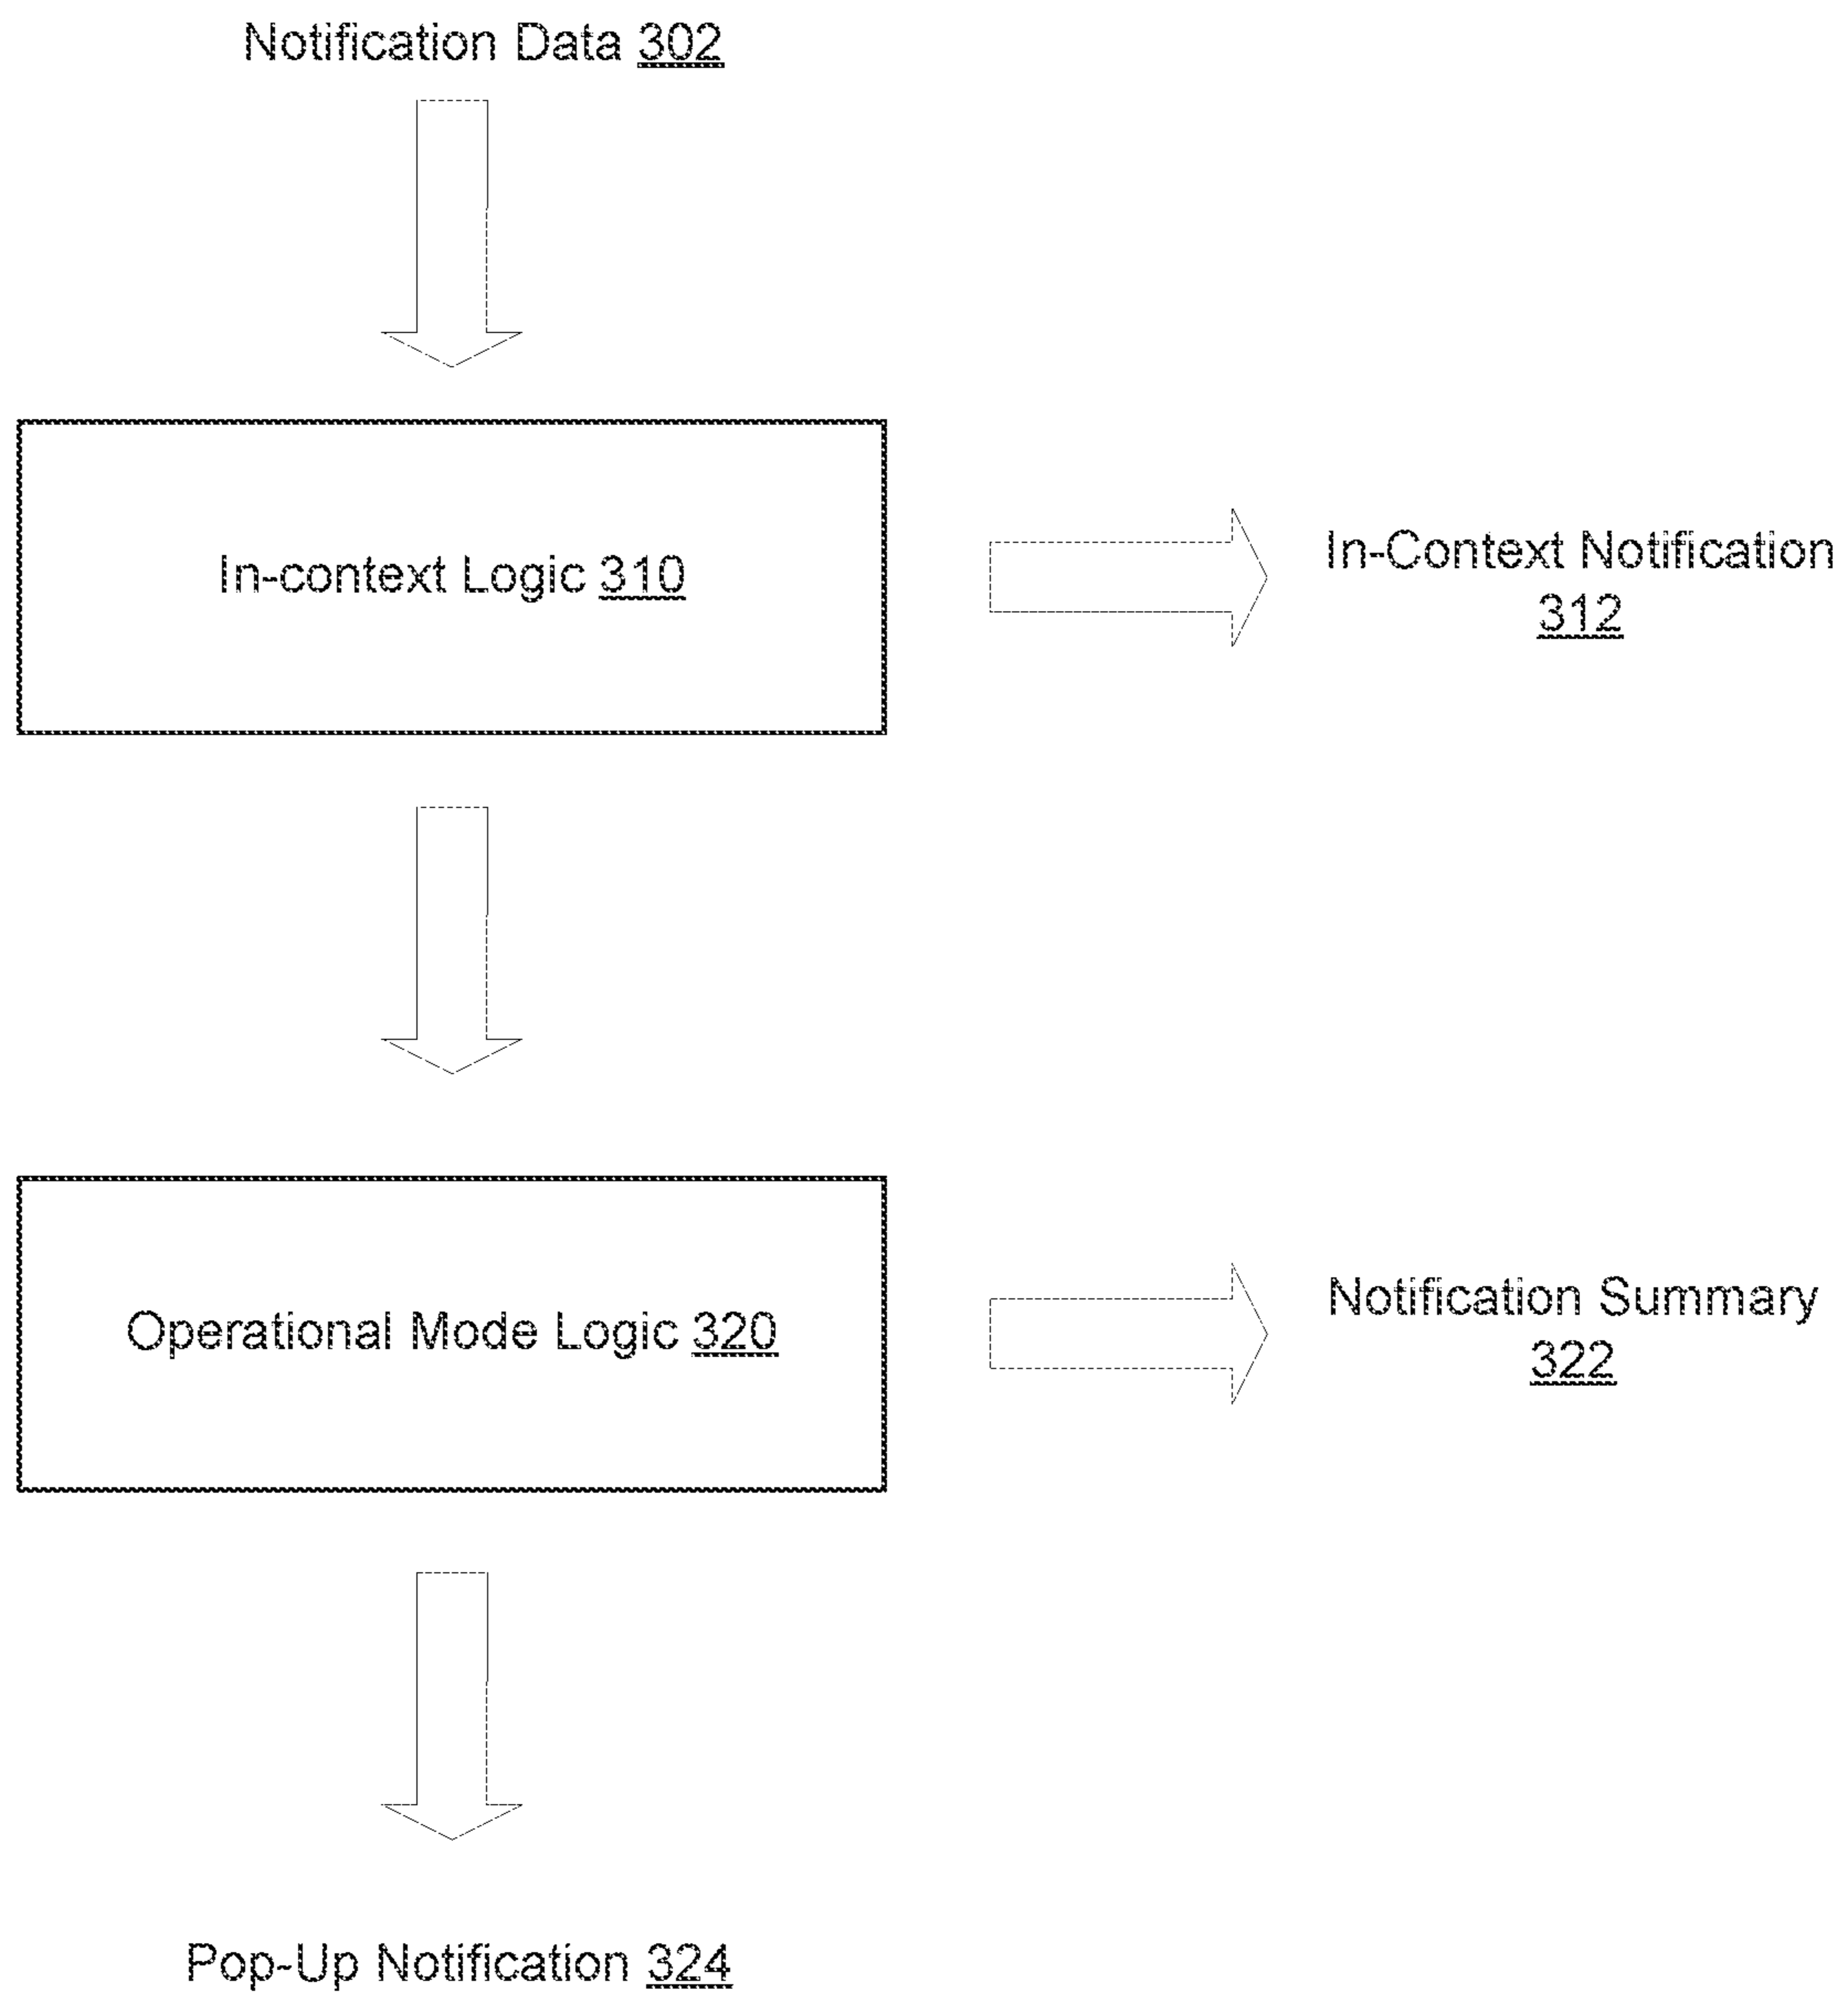 Notification Data 302
In-context Logic 310
In-Context Notification
312
Operational Mode Logic 320
Notification Summary
322
Pop-Up Notification 324